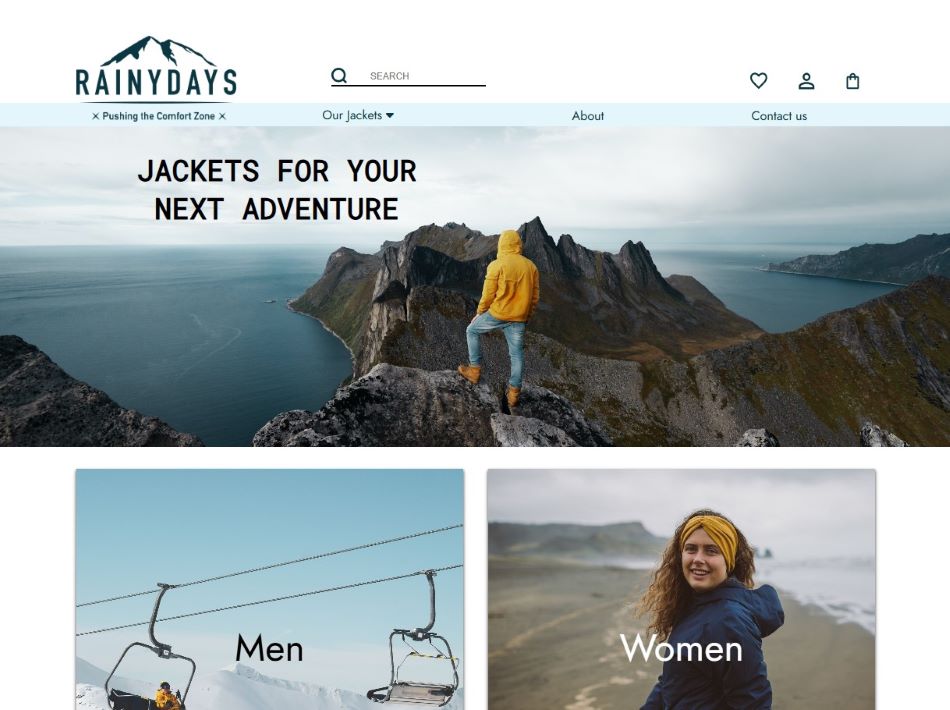 RAINYDAYS
SEARCH
Pushing the Comfort Zone
Our Jackets
About
Contact us
JACKETS FOR YOUR
NEXT ADVENTURE
Men
Women